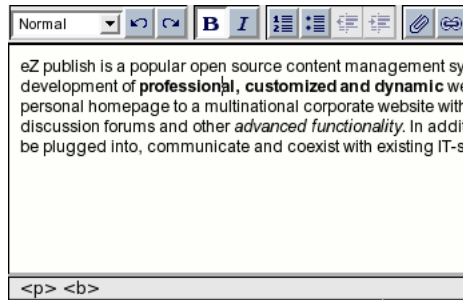 Normal B I
eZ publish is a popular open source content management sy
development of professional, customized and dynamic we
personal homepage to a multinational corporate website with
discussion forums and other advanced functionality. In addi
be plugged into, communicate and coexist with existing IT-s
<p> <b>